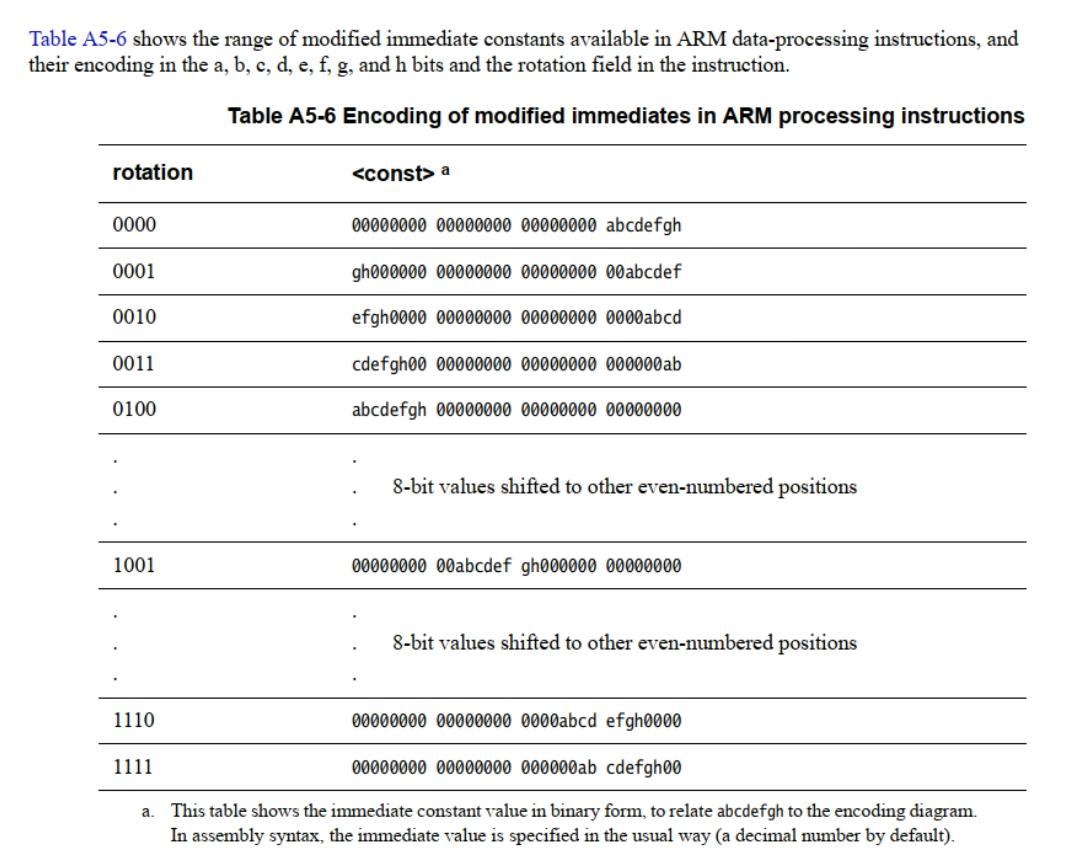 Table A5-6 shows the range of modified immediate constants available in ARM data-processing instructions, and
their encoding in the a, b, c, d, e, f, g, and h bits and the rotation field in the instruction.
Table A5-6 Encoding of modified immediates in ARM processing instructions
rotation <const> a
0000 00000000 00000000 00000000 abcdefgh
0001 gh000000 00000000 00000000 00abcdef
0010 efgh0000 00000000 00000000 0000abcd
0011 cdefgh00 00000000 00000000 000000ab
0100 abcdefgh 00000000 00000000 00000000
. .
. . 8-bit values shifted to other even-numbered positions
. .
1001 00000000 00abcdef gh000000 00000000
. .
. . 8-bit values shifted to other even-numbered positions
. .
1110 00000000 00000000 0000abcd efgh0000
1111 00000000 00000000 000000ab cdefgh00
a. This table shows the immediate constant value in binary form, to relate abcdefgh to the encoding diagram.
In assembly syntax, the immediate value is specified in the usual way (a decimal number by default).